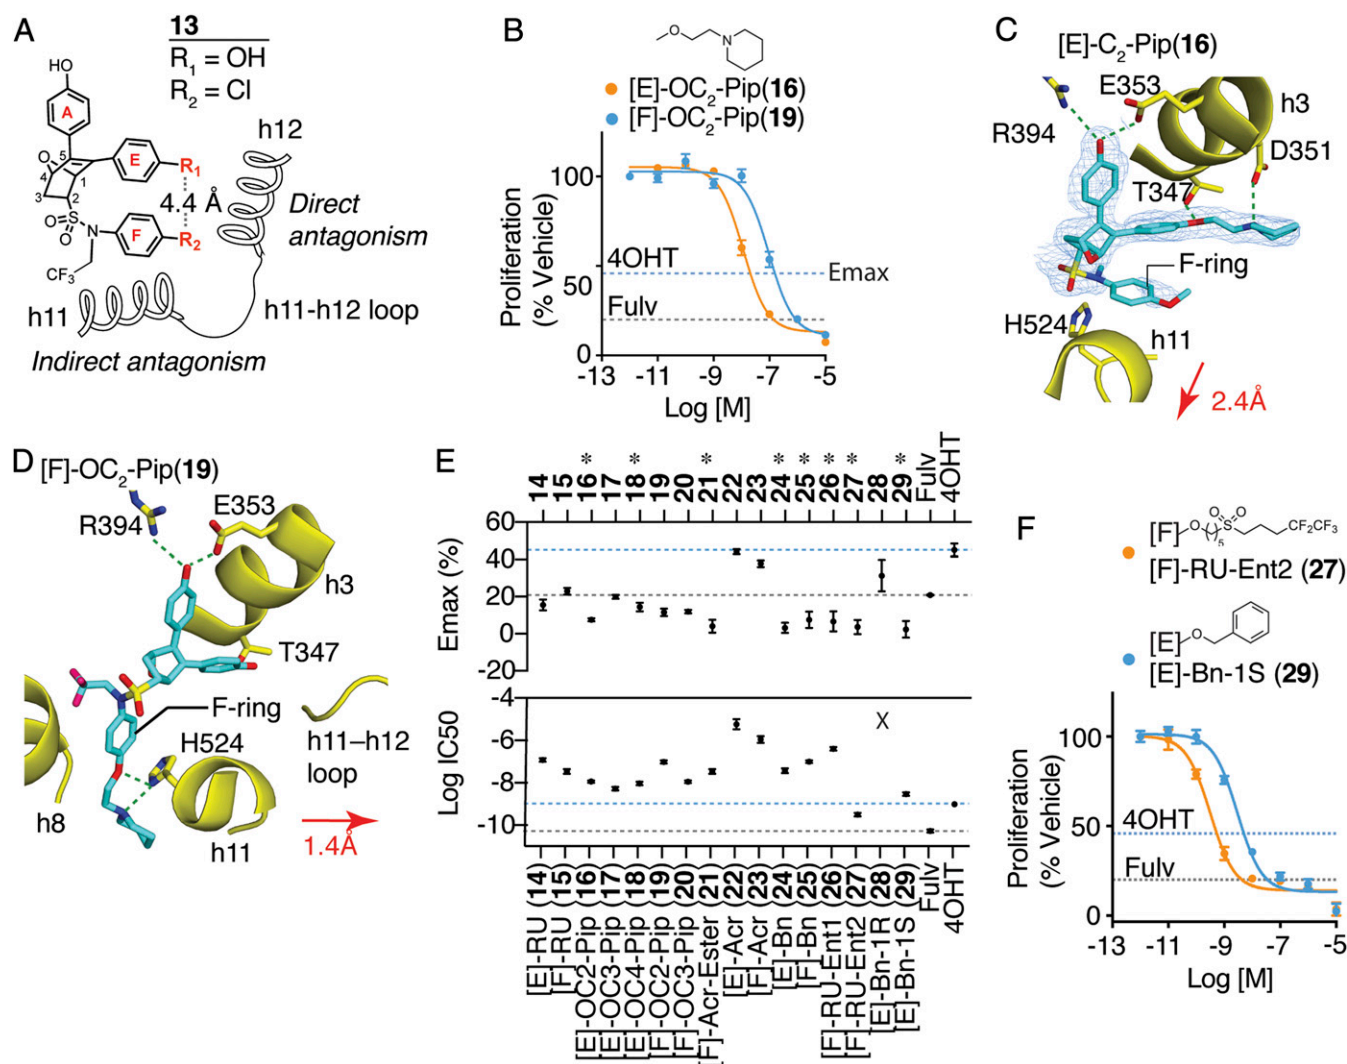 A
13
R1 = OH
R2 = Cl
HO
A
O
5
4
3
2
1
E
R1
4.4 Å
S
O
O
N
F
R2
CF3
h12
Direct
antagonism
h11
h11-h12 loop
Indirect antagonism
B
O
N
[E]-OC2-Pip(16)
[F]-OC2-Pip(19)
Proliferation
(% Vehicle)
100
50
0
4OHT
Emax
Fulv
-13
-11
-9
-7
-5
Log [M]
C
[E]-C2-Pip(16)
E353
h3
R394
D351
T347
F-ring
H524
h11
2.4Å
D
[F]-OC2-Pip(19)
E353
R394
h3
T347
F-ring
h11–h12
loop
H524
h8
h11
1.4Å
E
14
15
16 *
17
18 *
19
20
21 *
22
23
24 *
25 *
26 *
27 *
28
29 *
Fulv
4OHT
Emax (%)
60
40
20
0
-20
Log IC50
-4
-6
-8
-10
X
[E]-RU (14)
[F]-RU (15)
[E]-OC2-Pip (16)
[E]-OC3-Pip (17)
[E]-OC4-Pip (18)
[F]-OC2-Pip (19)
[F]-OC3-Pip (20)
[F]-Acr-Ester (21)
[E]-Acr (22)
[F]-Acr (23)
[E]-Bn (24)
[F]-Bn (25)
[F]-RU-Ent1 (26)
[F]-RU-Ent2 (27)
[E]-Bn-1R (28)
[E]-Bn-1S (29)
Fulv
4OHT
F
[F] O ( )5 S O O CF2CF3
[F]-RU-Ent2 (27)
[E] O
[E]-Bn-1S (29)
Proliferation
(% Vehicle)
100
50
0
4OHT
Fulv
-13
-11
-9
-7
-5
Log [M]